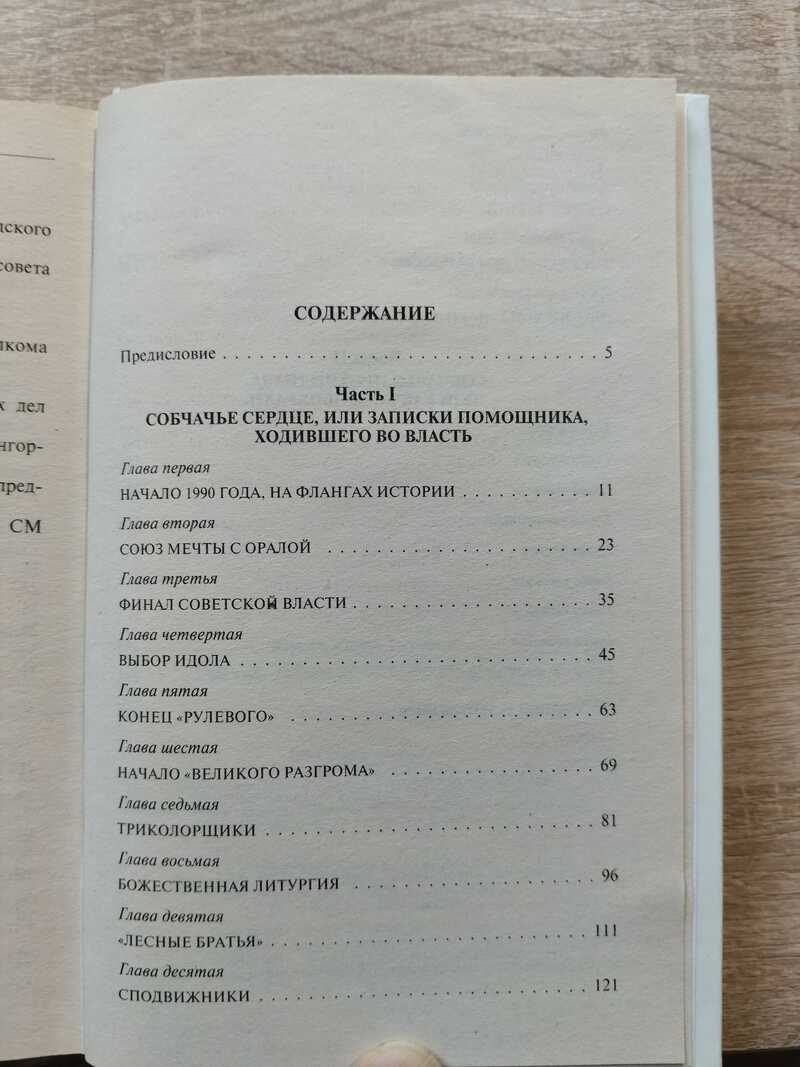 совета
х дел
СМ
СОДЕРЖАНИЕ
Предисловие . . . . . . . . . . . . . . . . . . . . . . . . . . . . . . 5
Часть I
СОБЧАЧЬЕ СЕРДЦЕ, ИЛИ ЗАПИСКИ ПОМОЩНИКА,
ХОДИВШЕГО ВО ВЛАСТЬ
Глава первая
НАЧАЛО 1990 ГОДА, НА ФЛАНГАХ ИСТОРИИ . . . . . . . . . . 11
Глава вторая
СОЮЗ МЕЧТЫ С ОРАЛОЙ . . . . . . . . . . . . . . . . . . . . . 23
Глава третья
ФИНАЛ СОВЕТСКОЙ ВЛАСТИ . . . . . . . . . . . . . . . . . . . 35
Глава четвертая
ВЫБОР ИДОЛА . . . . . . . . . . . . . . . . . . . . . . . . . . . . 45
Глава пятая
КОНЕЦ «РУЛЕВОГО» . . . . . . . . . . . . . . . . . . . . . . . . 63
Глава шестая
НАЧАЛО «ВЕЛИКОГО РАЗГРОМА» . . . . . . . . . . . . . . . . 69
Глава седьмая
ТРИКОЛОРЩИКИ . . . . . . . . . . . . . . . . . . . . . . . . . . 81
Глава восьмая
БОЖЕСТВЕННАЯ ЛИТУРГИЯ . . . . . . . . . . . . . . . . . . . 96
Глава девятая
«ЛЕСНЫЕ БРАТЬЯ» . . . . . . . . . . . . . . . . . . . . . . . . . 111
Глава десятая
СПОДВИЖНИКИ . . . . . . . . . . . . . . . . . . . . . . . . . . 121